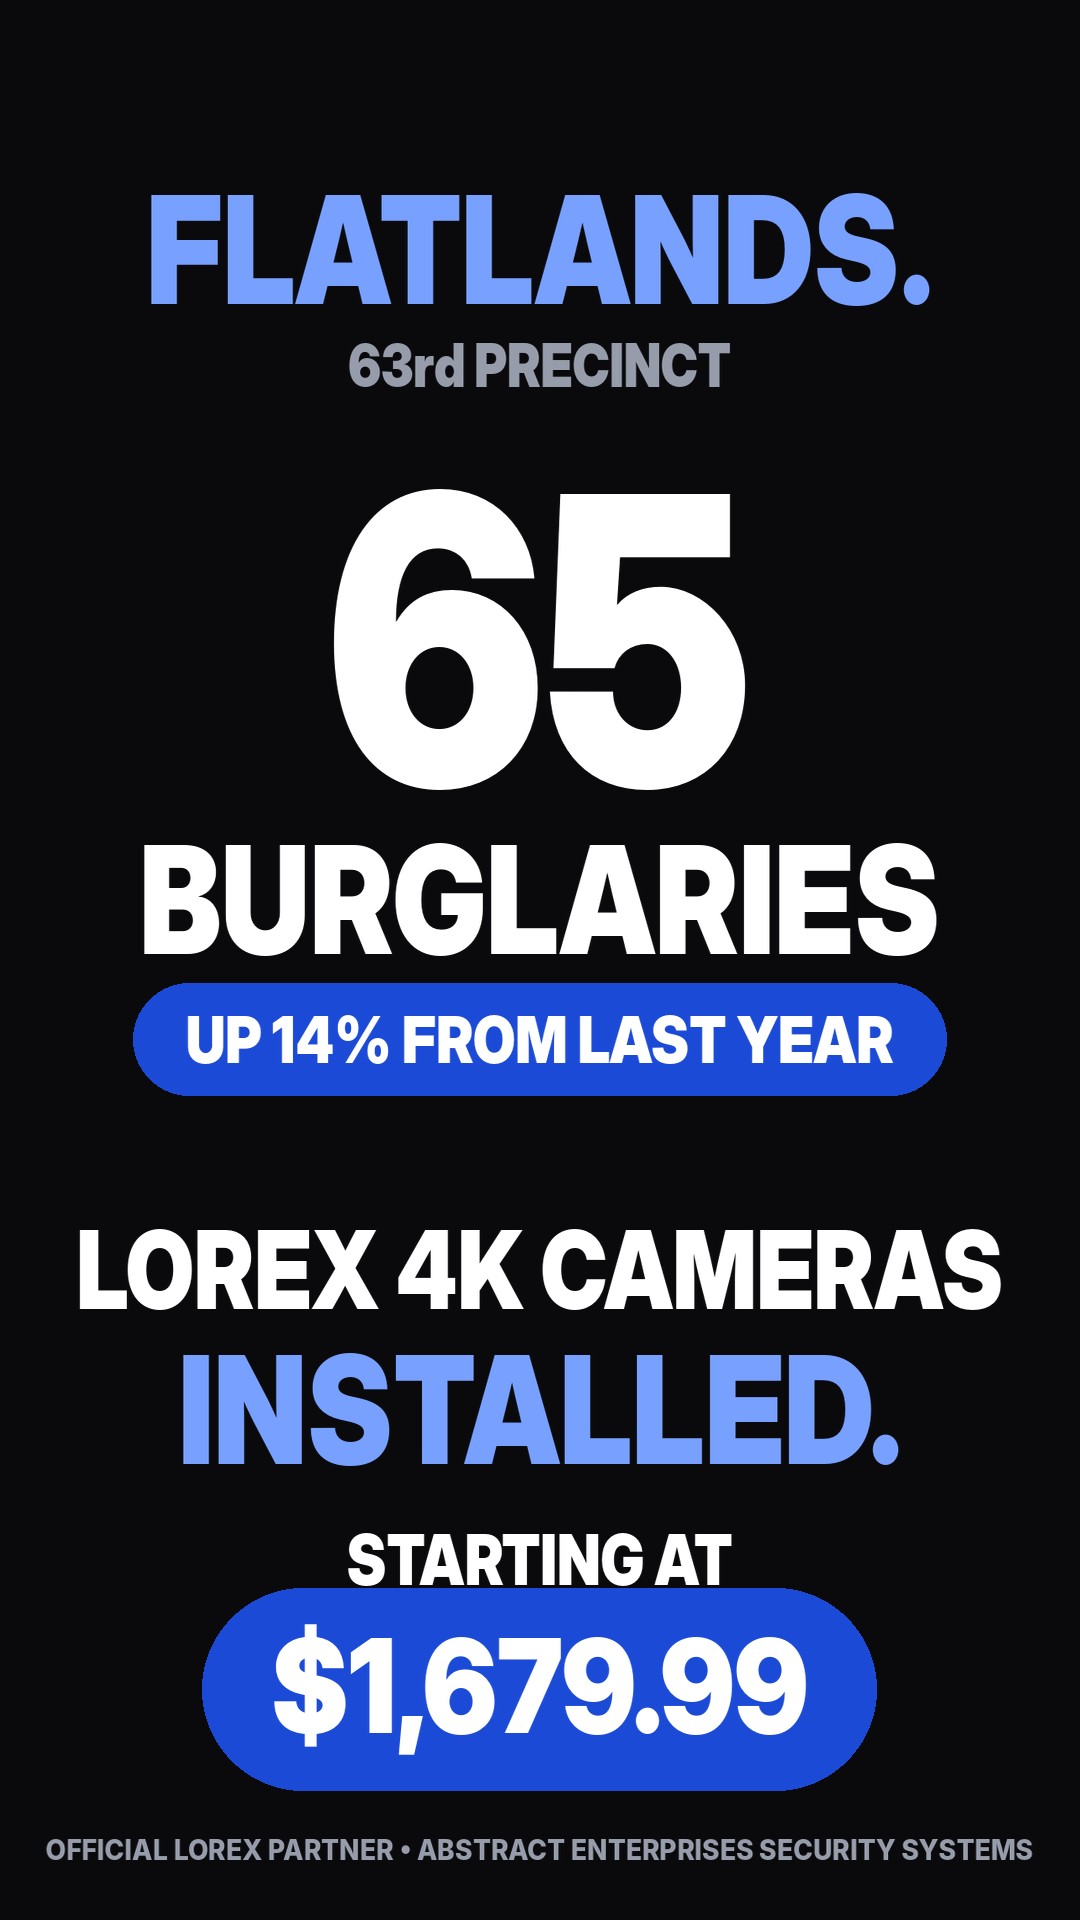 FLATLANDS.
63rd PRECINCT
65
BURGLARIES
UP 14% FROM LAST YEAR
LOREX 4K CAMERAS
INSTALLED.
STARTING AT
$1,679.99
OFFICIAL LOREX PARTNER • ABSTRACT ENTERPRISES SECURITY SYSTEMS